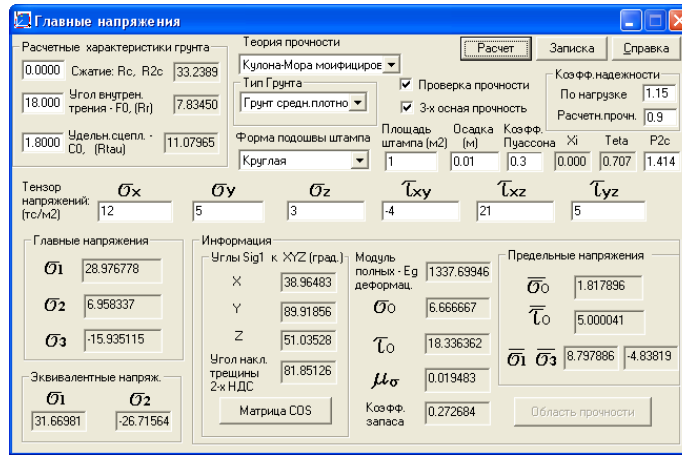 Главные напряжения
Расчетные характеристики грунта
0.0000 Сжатие: Rc, R2c 33.2389
18.000 Угол внутрен. трения - F0, (Rr) 7.83450
1.8000 Удельн.сцепл. - C0, (Rtau) 11.07965
Теория прочности
Кулона-Мора моифициров
Тип Грунта
Грунт средн.плотно
Форма подошвы штампа
Круглая
Расчет Записка Справка
Проверка прочности
3-х осная прочность
Коэфф.надежности
По нагрузке 1.15
Расчетн.прочн. 0.9
Площадь штампа (м2) Осадка (м) Коэфф. Пуассона Xi Teta P2c
1 0.01 0.3 0.000 0.707 1.414
Тензор напряжений: (тс/м2)
σx σy σz τxy τxz τyz
12 5 3 -4 21 5
Главные напряжения
σ1 28.976778
σ2 6.958337
σ3 -15.935115
Эквивалентные напряж.
σ1 σ2
31.66981 -26.71564
Информация
Углы Sig1 к XYZ (град.)
X 38.96483
Y 89.91856
Z 51.03528
Угол накл. трещины 2-х НДС 81.85126
Матрица COS
Модуль полных - Eg деформац. 1337.69946
σo 6.666667
τo 18.336362
μσ 0.019483
Коэфф. запаса 0.272684
Предельные напряжения
σ̅o 1.817896
τ̅o 5.000041
σ̅1 σ̅3 8.797886 -4.83819
Область прочности